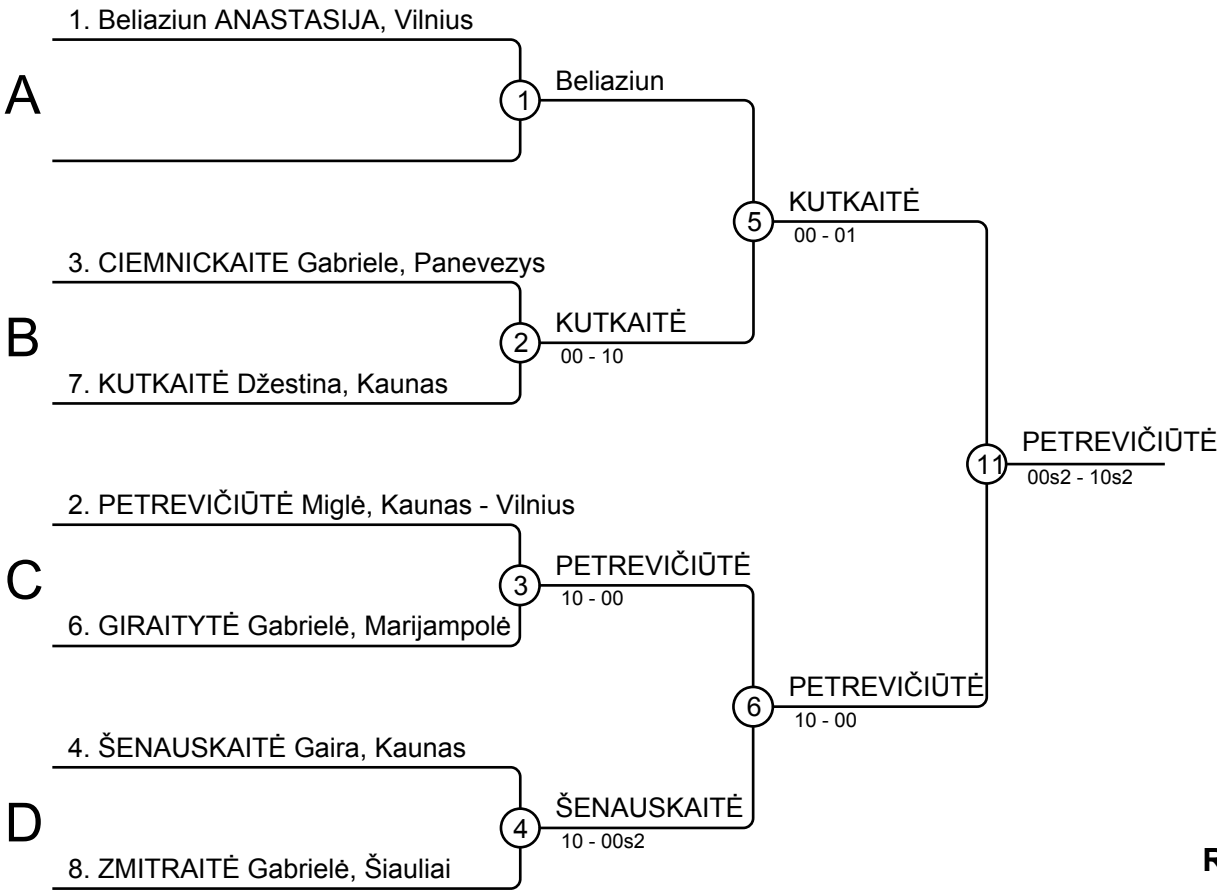 1. Beliaziun ANASTASIJA, Vilnius
A
1
Beliaziun
5
KUTKAITĖ
00 - 01
3. CIEMNICKAITE Gabriele, Panevezys
B
2
KUTKAITĖ
00 - 10
7. KUTKAITĖ Džestina, Kaunas
11
PETREVIČIŪTĖ
00s2 - 10s2
2. PETREVIČIŪTĖ Miglė, Kaunas - Vilnius
C
3
PETREVIČIŪTĖ
10 - 00
6. GIRAITYTĖ Gabrielė, Marijampolė
6
PETREVIČIŪTĖ
10 - 00
4. ŠENAUSKAITĖ Gaira, Kaunas
D
4
ŠENAUSKAITĖ
10 - 00s2
8. ZMITRAITĖ Gabrielė, Šiauliai
R